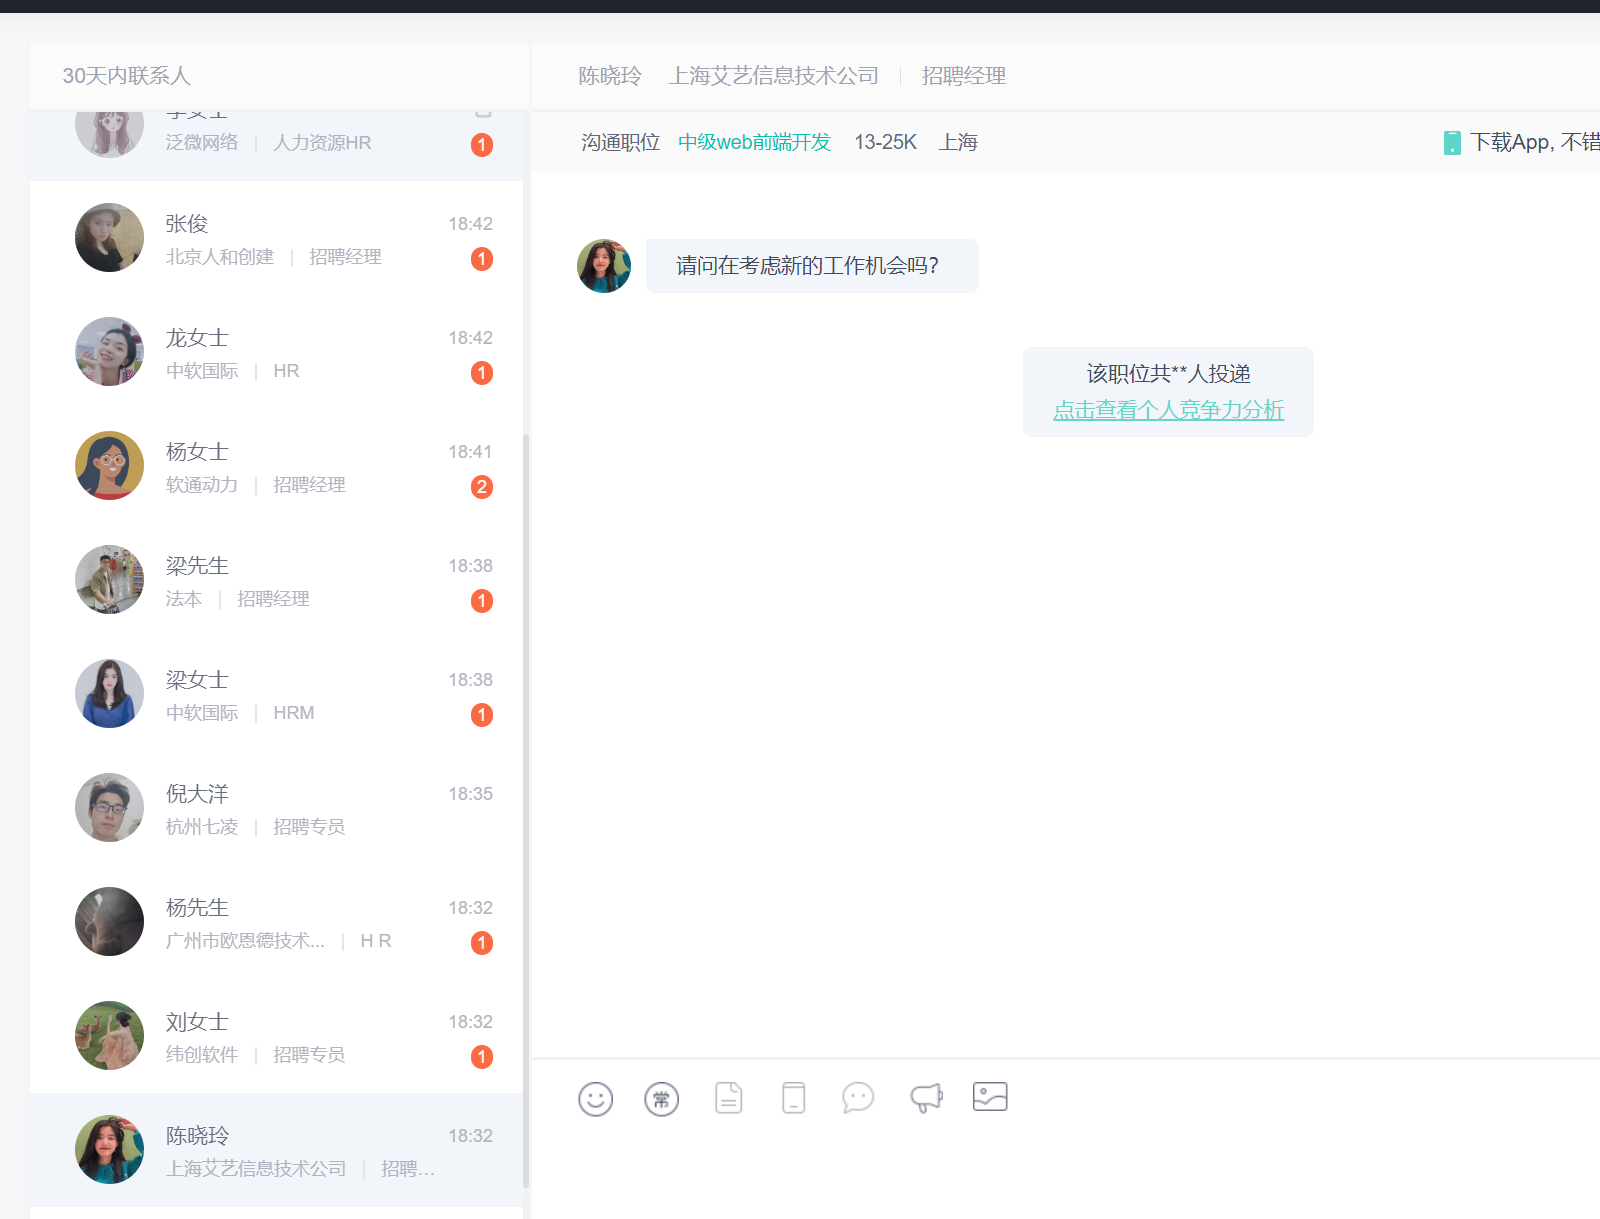 30天内联系人
陈晓玲 上海艾艺信息技术公司 招聘经理
沟通职位 中级web前端开发 13-25K 上海
下载App, 不错
李女士
泛微网络 人力资源HR
1
张俊 18:42
北京人和创建 招聘经理 1
龙女士 18:42
中软国际 HR 1
杨女士 18:41
软通动力 招聘经理 2
梁先生 18:38
法本 招聘经理 1
梁女士 18:38
中软国际 HRM 1
倪大洋 18:35
杭州七凌 招聘专员
杨先生 18:32
广州市欧恩德技术... H R 1
刘女士 18:32
纬创软件 招聘专员 1
陈晓玲 18:32
上海艾艺信息技术公司 招聘...
请问在考虑新的工作机会吗?
该职位共**人投递
点击查看个人竞争力分析
常